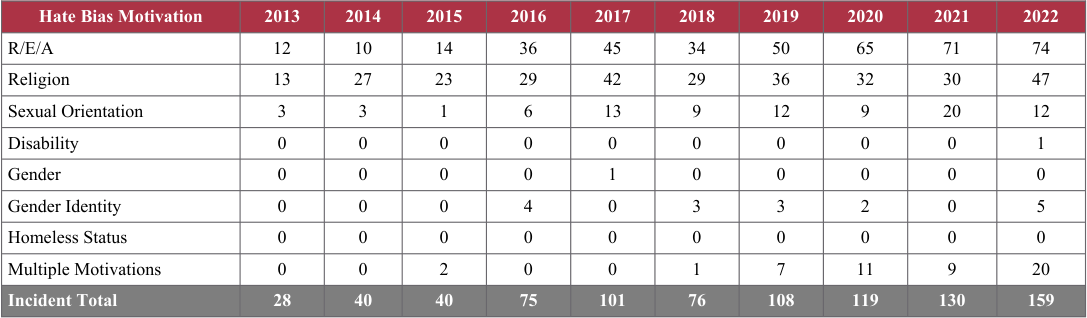 Hate Bias Motivation 2013 2014 2015 2016 2017 2018 2019 2020 2021 2022
R/E/A 12 10 14 36 45 34 50 65 71 74
Religion 13 27 23 29 42 29 36 32 30 47
Sexual Orientation 3 3 1 6 13 9 12 9 20 12
Disability 0 0 0 0 0 0 0 0 0 1
Gender 0 0 0 0 1 0 0 0 0 0
Gender Identity 0 0 0 4 0 3 3 2 0 5
Homeless Status 0 0 0 0 0 0 0 0 0 0
Multiple Motivations 0 0 2 0 0 1 7 11 9 20
Incident Total 28 40 40 75 101 76 108 119 130 159